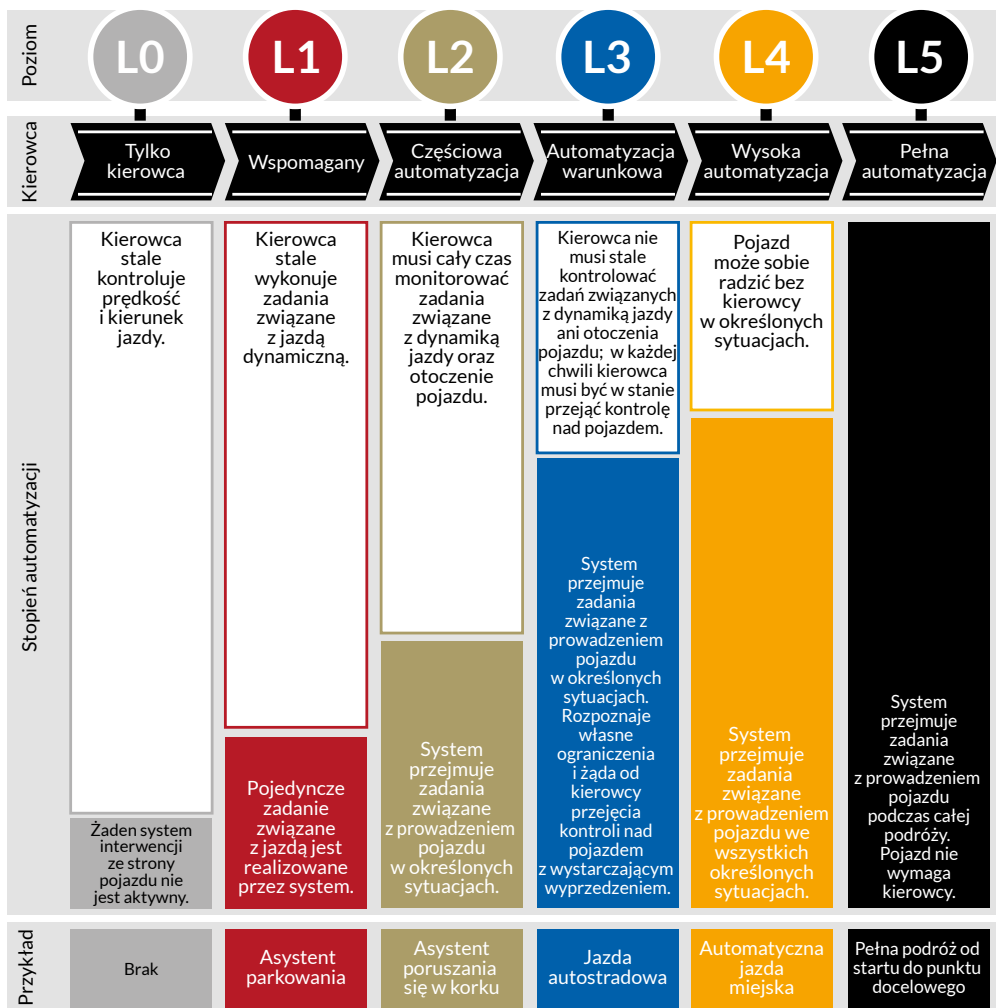 Poziom
L0
L1
L2
L3
L4
L5
Kierowca
Tylko
kierowca
Wspomagany
Częściowa
automatyzacja
Automatyzacja
warunkowa
Wysoka
automatyzacja
Pełna
automatyzacja
Stopień automatyzacji
Kierowca
stale
kontroluje
prędkość
i kierunek
jazdy.
Żaden system
interwencji
ze strony
pojazdu nie
jest aktywny.
Kierowca
stale
wykonuje
zadania
związane
z jazdą
dynamiczną.
Pojedyncze
zadanie
związane
z jazdą jest
realizowane
przez system.
Kierowca
musi cały czas
monitorować
zadania
związane
z dynamiką
jazdy oraz
otoczenie
pojazdu.
System
przejmuje
zadania
związane
z prowadzeniem
pojazdu
w określonych
sytuacjach.
Kierowca nie
musi stale
kontrolować
zadań związanych
z dynamiką jazdy
ani otoczenia
pojazdu; w każdej
chwili kierowca
musi być w stanie
przejąć kontrolę
nad pojazdem.
System
przejmuje
zadania
związane z
prowadzeniem
pojazdu
w określonych
sytuacjach.
Rozpoznaje
własne
ograniczenia
i żąda od
kierowcy
przejęcia
kontroli nad
pojazdem
z wystarczającym
wyprzedzeniem.
Pojazd
może sobie
radzić bez
kierowcy
w określonych
sytuacjach.
System
przejmuje
zadania
związane
z prowadzeniem
pojazdu we
wszystkich
określonych
sytuacjach.
System
przejmuje
zadania
związane
z prowadzeniem
pojazdu
podczas całej
podróży.
Pojazd nie
wymaga
kierowcy.
Przykład
Brak
Asystent
parkowania
Asystent
poruszania
się w korku
Jazda
autostradowa
Automatyczna
jazda
miejska
Pełna podróż od
startu do punktu
docelowego